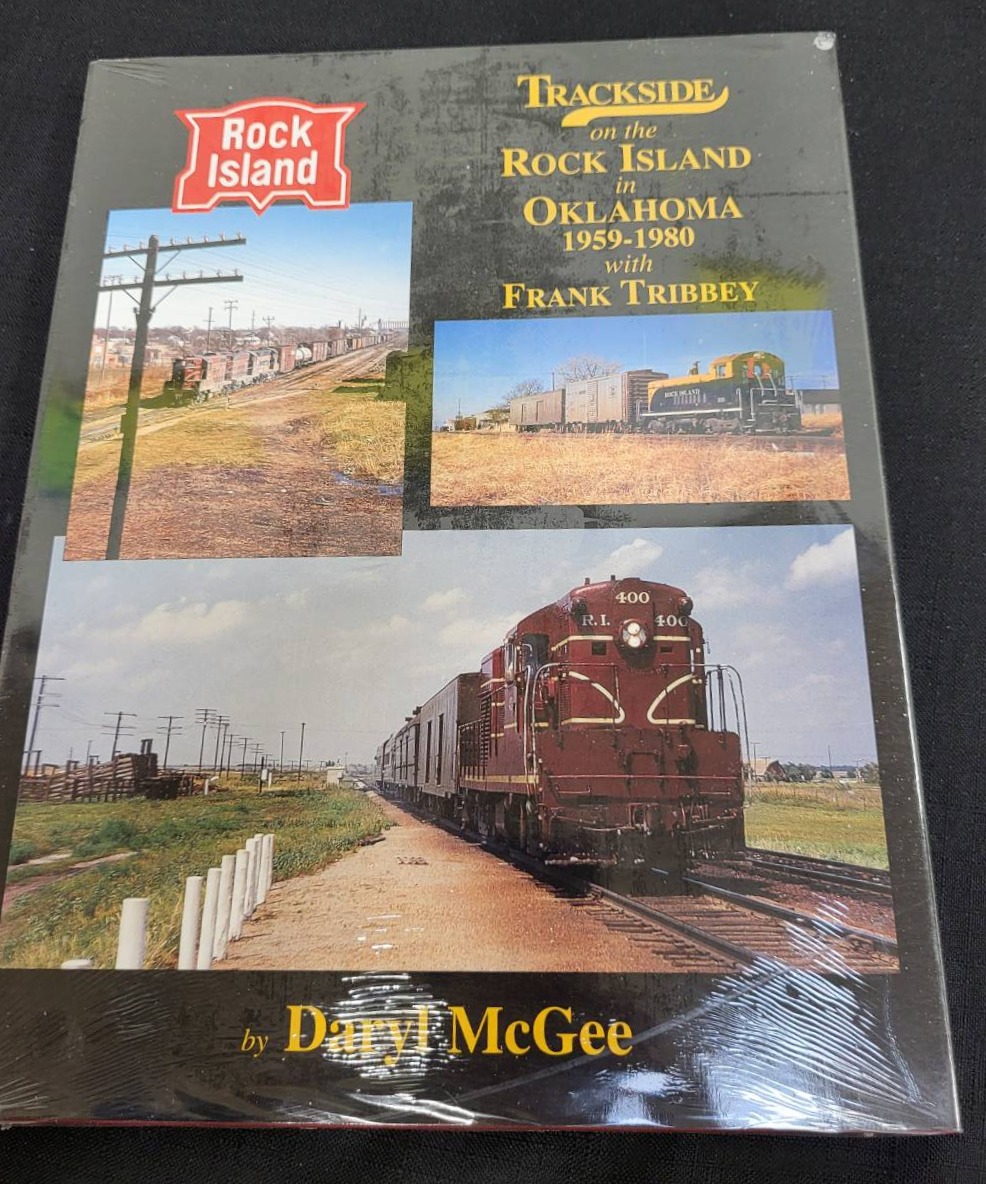 Rock
Island
TRACKSIDE
on the
ROCK ISLAND
in
OKLAHOMA
1959-1980
with
FRANK TRIBBEY
ROCK ISLAND
400
R.I. 400
by Daryl McGee